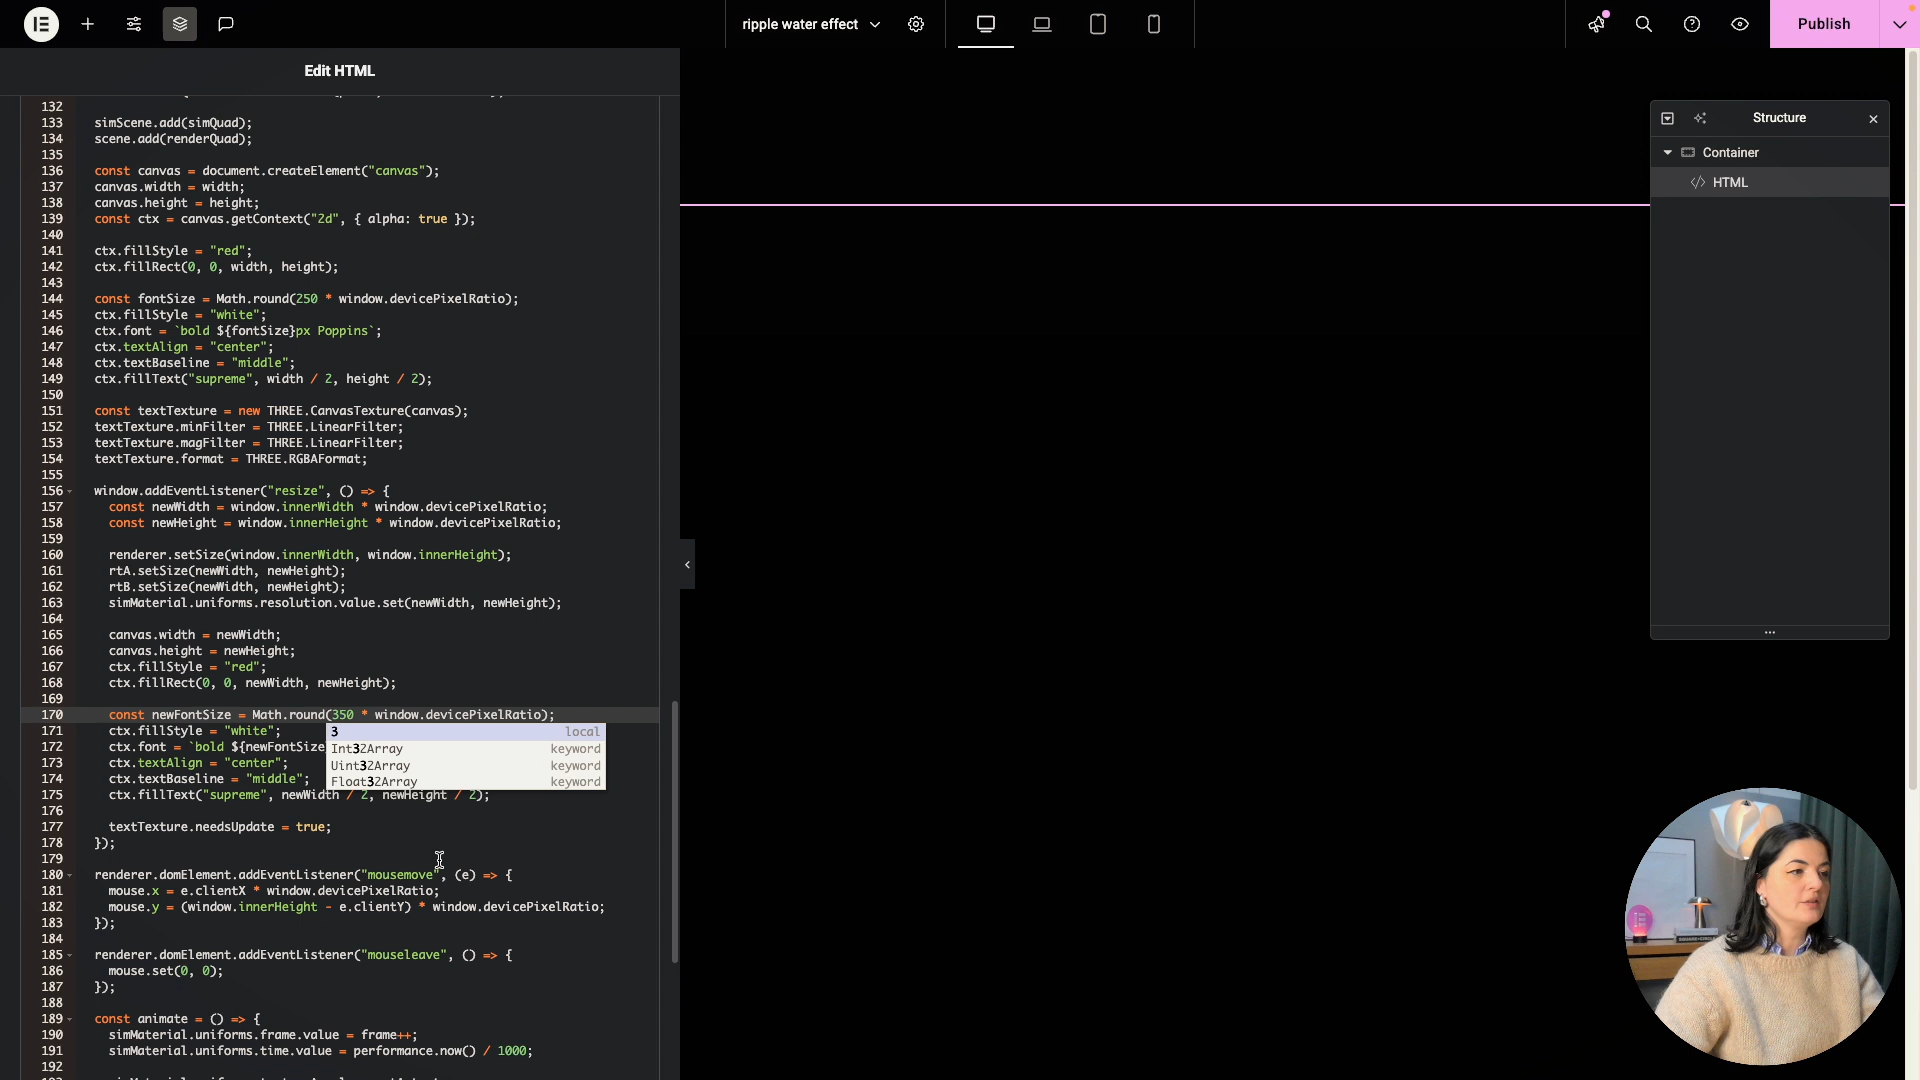 ripple water effect
Publish
Edit HTML
132
133 simScene.add(simQuad);
134 scene.add(renderQuad);
135
136 const canvas = document.createElement("canvas");
137 canvas.width = width;
138 canvas.height = height;
139 const ctx = canvas.getContext("2d", { alpha: true });
140
141 ctx.fillStyle = "red";
142 ctx.fillRect(0, 0, width, height);
143
144 const fontSize = Math.round(250 * window.devicePixelRatio);
145 ctx.fillStyle = "white";
146 ctx.font = `bold ${fontSize}px Poppins`;
147 ctx.textAlign = "center";
148 ctx.textBaseline = "middle";
149 ctx.fillText("supreme", width / 2, height / 2);
150
151 const textTexture = new THREE.CanvasTexture(canvas);
152 textTexture.minFilter = THREE.LinearFilter;
153 textTexture.magFilter = THREE.LinearFilter;
154 textTexture.format = THREE.RGBAFormat;
155
156 window.addEventListener("resize", () => {
157 const newWidth = window.innerWidth * window.devicePixelRatio;
158 const newHeight = window.innerHeight * window.devicePixelRatio;
159
160 renderer.setSize(window.innerWidth, window.innerHeight);
161 rtA.setSize(newWidth, newHeight);
162 rtB.setSize(newWidth, newHeight);
163 simMaterial.uniforms.resolution.value.set(newWidth, newHeight);
164
165 canvas.width = newWidth;
166 canvas.height = newHeight;
167 ctx.fillStyle = "red";
168 ctx.fillRect(0, 0, newWidth, newHeight);
169
170 const newFontSize = Math.round(350 * window.devicePixelRatio);
171 ctx.fillStyle = "white";
172 ctx.font = `bold ${newFontSize
173 ctx.textAlign = "center";
174 ctx.textBaseline = "middle";
175 ctx.fillText("supreme", newWidth / 2, newHeight / 2);
176
177 textTexture.needsUpdate = true;
178 });
179
180 renderer.domElement.addEventListener("mousemove", (e) => {
181 mouse.x = e.clientX * window.devicePixelRatio;
182 mouse.y = (window.innerHeight - e.clientY) * window.devicePixelRatio;
183 });
184
185 renderer.domElement.addEventListener("mouseleave", () => {
186 mouse.set(0, 0);
187 });
188
189 const animate = () => {
190 simMaterial.uniforms.frame.value = frame++;
191 simMaterial.uniforms.time.value = performance.now() / 1000;
192
3 local
Int32Array keyword
Uint32Array keyword
Float32Array keyword
Structure
Container
HTML